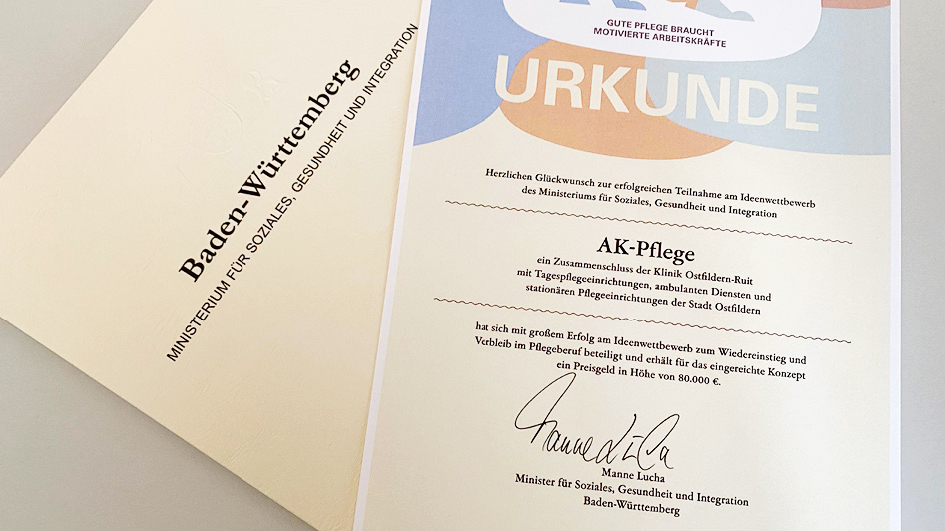 Baden-Württemberg
MINISTERIUM FÜR SOZIALES, GESUNDHEIT UND INTEGRATION
GUTE PFLEGE BRAUCHT
MOTIVIERTE ARBEITSKRÄFTE
URKUNDE
Herzlichen Glückwunsch zur erfolgreichen Teilnahme am Ideenwettbewerb
des Ministeriums für Soziales, Gesundheit und Integration
AK-Pflege
ein Zusammenschluss der Klinik Ostfildern-Ruit
mit Tagespflegeeinrichtungen, ambulanten Diensten und
stationären Pflegeeinrichtungen der Stadt Ostfildern
hat sich mit großem Erfolg am Ideenwettbewerb zum Wiedereinstieg und
Verbleib im Pflegeberuf beteiligt und erhält für das eingereichte Konzept
ein Preisgeld in Höhe von 80.000 €.
Manne Lucha
Manne Lucha
Minister für Soziales, Gesundheit und Integration
Baden-Württemberg